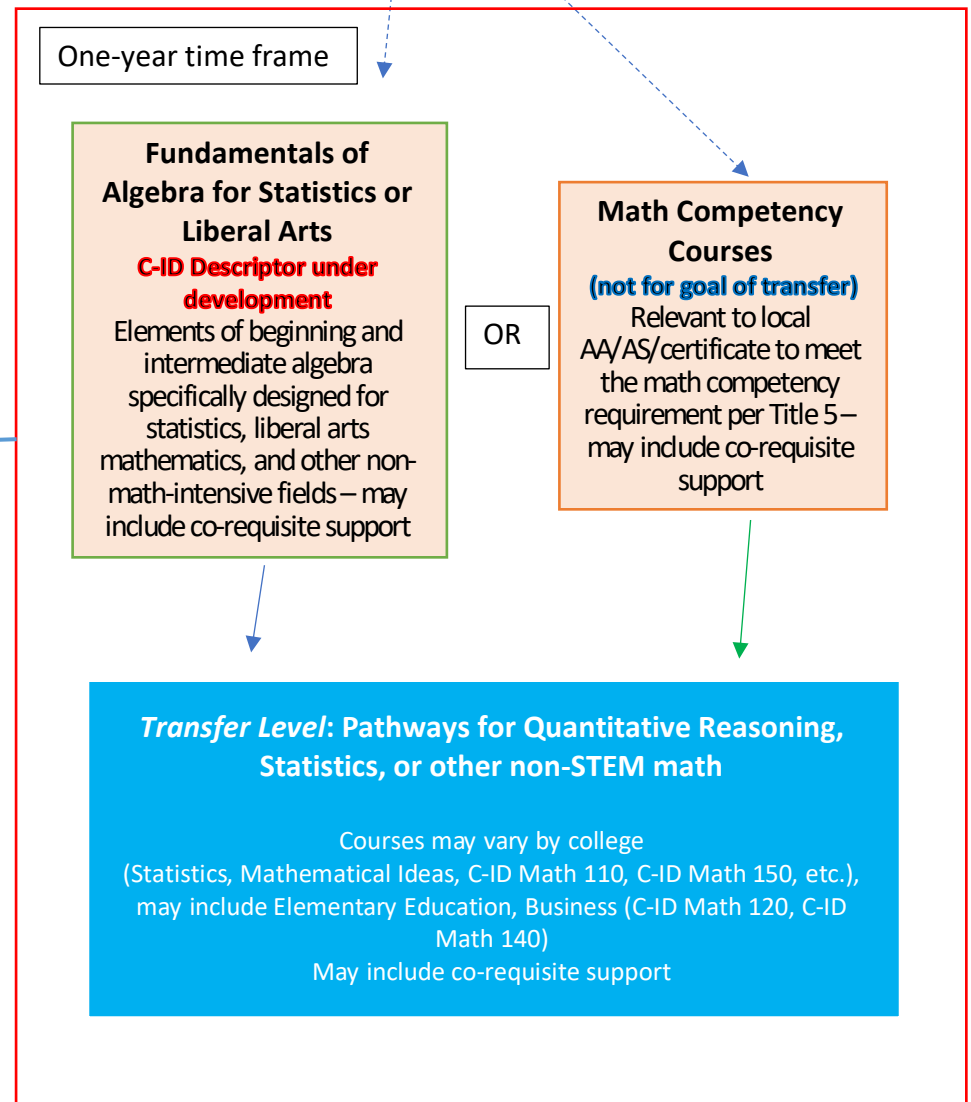 One-year time frame
Fundamentals of
Algebra for Statistics or
Liberal Arts
C-ID Descriptor under
development
Elements of beginning and
intermediate algebra
specifically designed for
statistics, liberal arts
mathematics, and other non-
math-intensive fields – may
include co-requisite support
OR
Math Competency
Courses
(not for goal of transfer)
Relevant to local
AA/AS/certificate to meet
the math competency
requirement per Title 5 –
may include co-requisite
support
Transfer Level: Pathways for Quantitative Reasoning,
Statistics, or other non-STEM math
Courses may vary by college
(Statistics, Mathematical Ideas, C-ID Math 110, C-ID Math 150, etc.),
may include Elementary Education, Business (C-ID Math 120, C-ID
Math 140)
May include co-requisite support